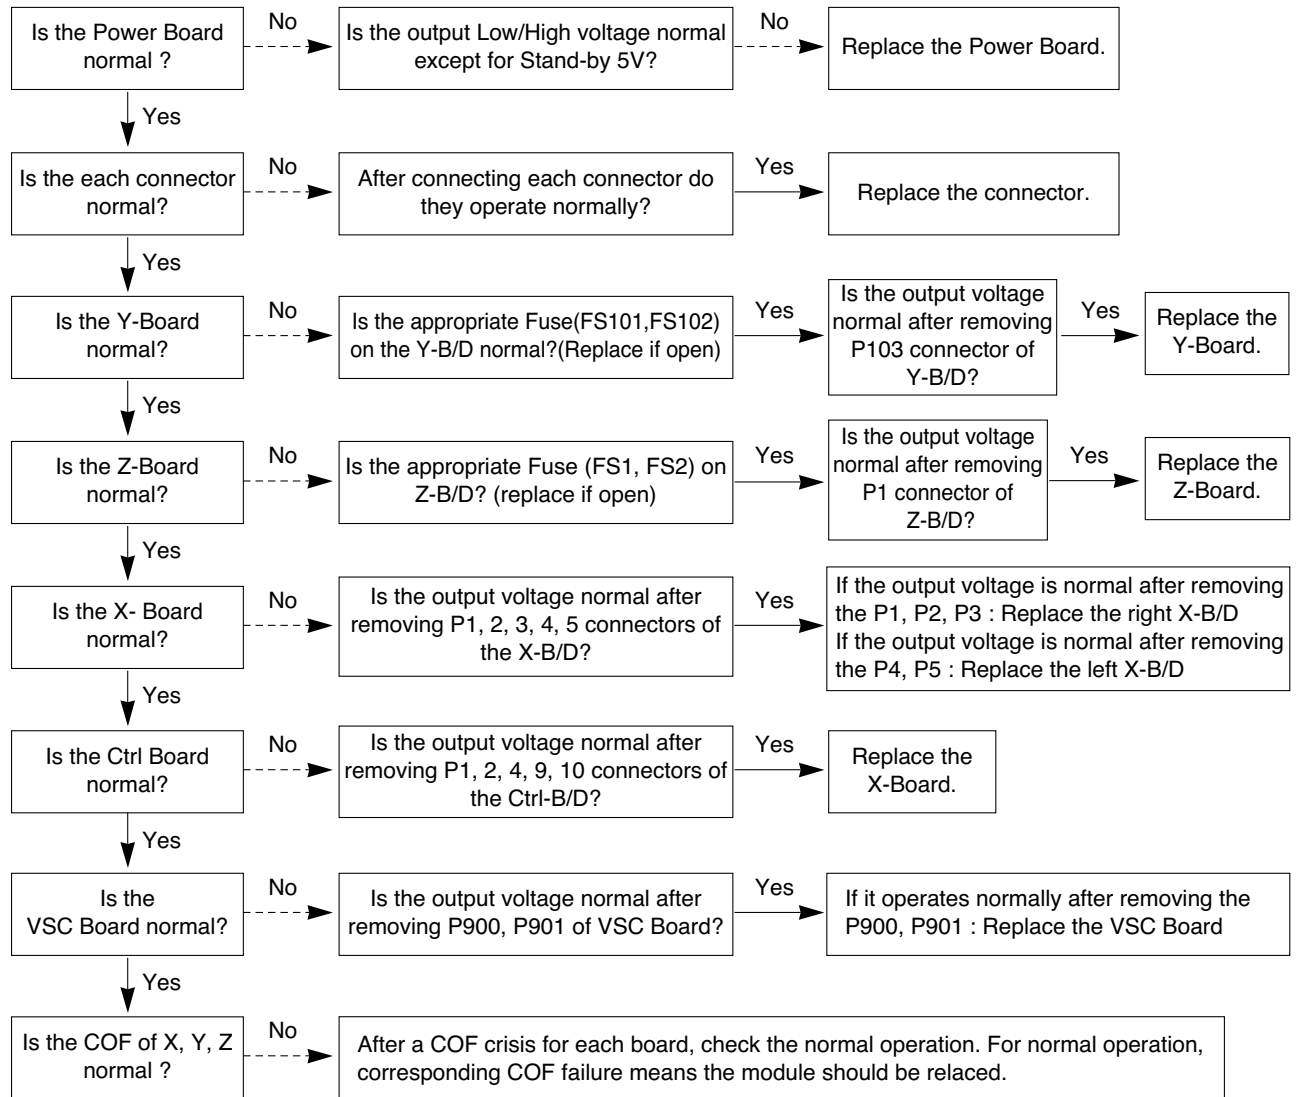 Is the Power Board
normal ?
No
Is the output Low/High voltage normal
except for Stand-by 5V?
No
Replace the Power Board.
Yes
Is the each connector
normal?
No
After connecting each connector do
they operate normally?
Yes
Replace the connector.
Yes
Is the Y-Board
normal?
No
Is the appropriate Fuse(FS101,FS102)
on the Y-B/D normal?(Replace if open)
Yes
Is the output voltage
normal after removing
P103 connector of
Y-B/D?
Yes
Replace the
Y-Board.
Yes
Is the Z-Board
normal?
No
Is the appropriate Fuse (FS1, FS2) on
Z-B/D? (replace if open)
Yes
Is the output voltage
normal after removing
P1 connector of
Z-B/D?
Yes
Replace the
Z-Board.
Yes
Is the X- Board
normal?
No
Is the output voltage normal after
removing P1, 2, 3, 4, 5 connectors of
the X-B/D?
Yes
If the output voltage is normal after removing
the P1, P2, P3 : Replace the right X-B/D
If the output voltage is normal after removing
the P4, P5 : Replace the left X-B/D
Yes
Is the Ctrl Board
normal?
No
Is the output voltage normal after
removing P1, 2, 4, 9, 10 connectors of
the Ctrl-B/D?
Yes
Replace the
X-Board.
Yes
Is the
VSC Board normal?
No
Is the output voltage normal after
removing P900, P901 of VSC Board?
Yes
If it operates normally after removing the
P900, P901 : Replace the VSC Board
Yes
Is the COF of X, Y, Z
normal ?
No
After a COF crisis for each board, check the normal operation. For normal operation,
corresponding COF failure means the module should be relaced.